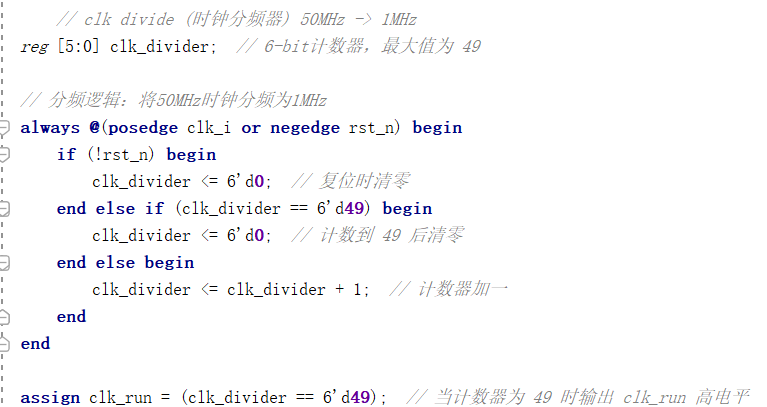 // clk divide (时钟分频器) 50MHz -> 1MHz
reg [5:0] clk_divider;  // 6-bit计数器，最大值为 49
// 分频逻辑：将50MHz时钟分频为1MHz
always @(posedge clk_i or negedge rst_n) begin
if (!rst_n) begin
clk_divider <= 6'd0;  // 复位时清零
end else if (clk_divider == 6'd49) begin
clk_divider <= 6'd0;  // 计数到 49 后清零
end else begin
clk_divider <= clk_divider + 1;  // 计数器加一
end
end
assign clk_run = (clk_divider == 6'd49);  // 当计数器为 49 时输出 clk_run 高电平